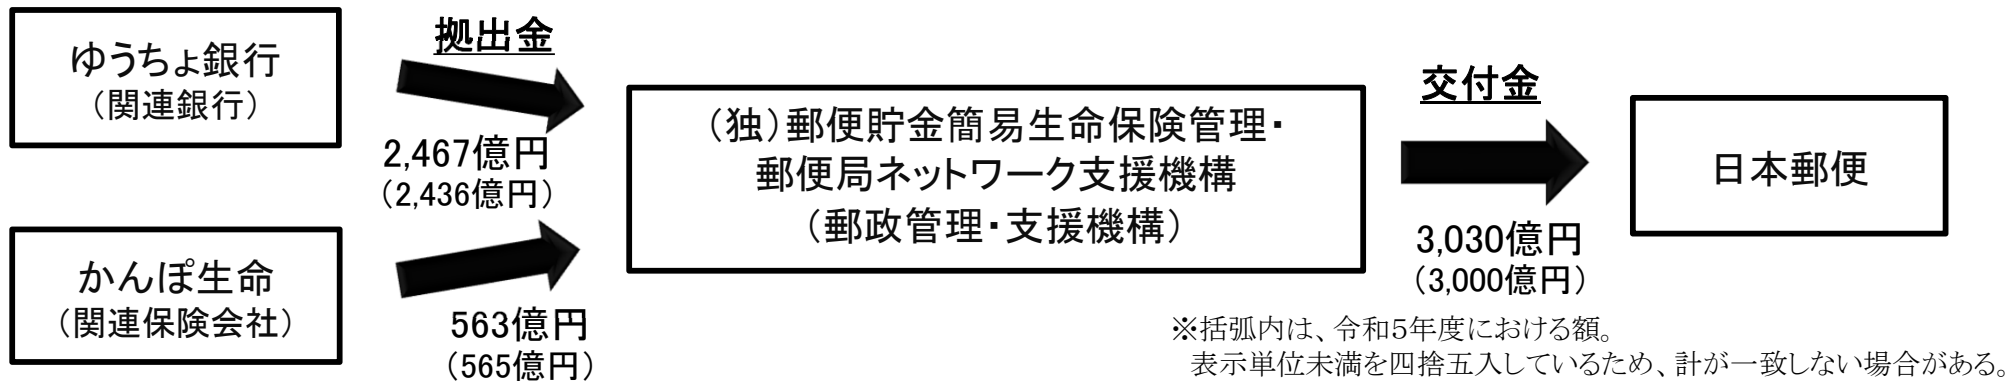 ゆうちょ銀行
（関連銀行）
拠出金
2,467億円
（2,436億円）
かんぽ生命
（関連保険会社）
563億円
（565億円）
（独）郵便貯金簡易生命保険管理・
郵便局ネットワーク支援機構
（郵政管理・支援機構）
交付金
3,030億円
（3,000億円）
日本郵便
※括弧内は、令和５年度における額。
表示単位未満を四捨五入しているため、計が一致しない場合がある。